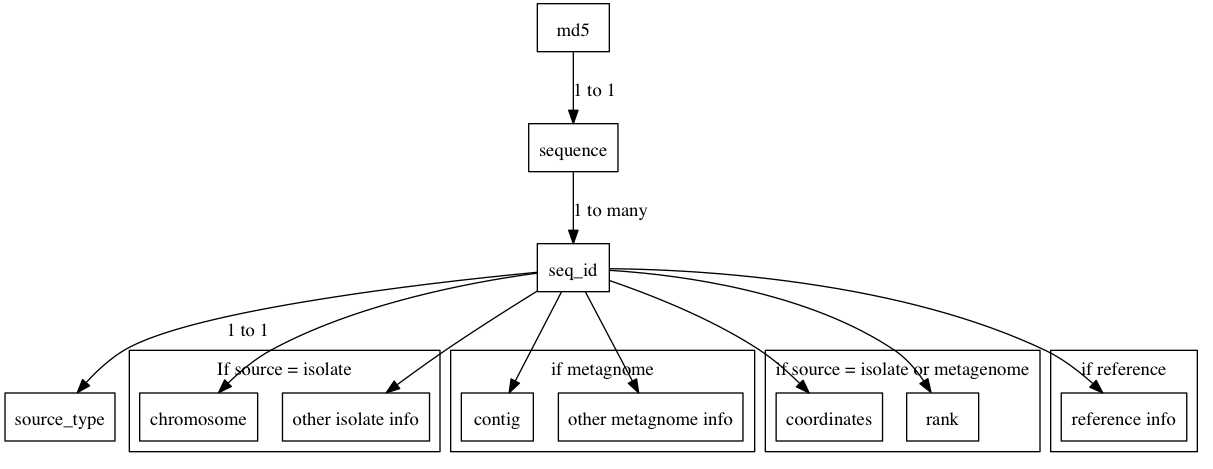 md5
1 to 1
sequence
1 to many
seq_id
1 to 1
If source = isolate
if metagnome
if source = isolate or metagenome
if reference
source_type
chromosome
other isolate info
contig
other metagnome info
coordinates
rank
reference info